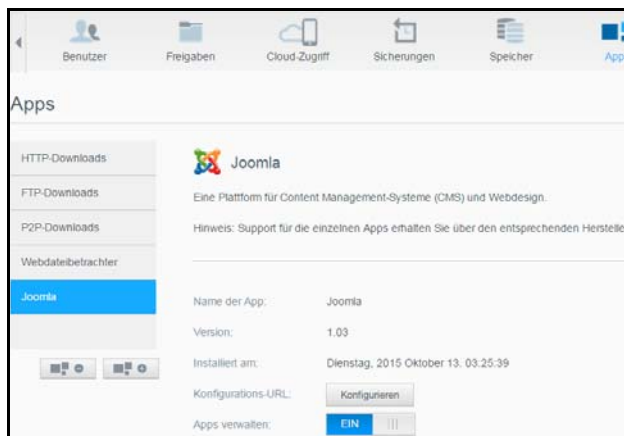 Benutzer Freigaben Cloud-Zugriff Sicherungen Speicher App
Apps
HTTP-Downloads
FTP-Downloads
P2P-Downloads
Webdateibetrachter
Joomla
Joomla
Eine Plattform für Content Management-Systeme (CMS) und Webdesign.
Hinweis: Support für die einzelnen Apps erhalten Sie über den entsprechenden Herstelle
Name der App: Joomla
Version: 1.03
Installiert am: Dienstag, 2015 Oktober 13. 03:25:39
Konfigurations-URL: Konfigurieren
Apps verwalten: EIN